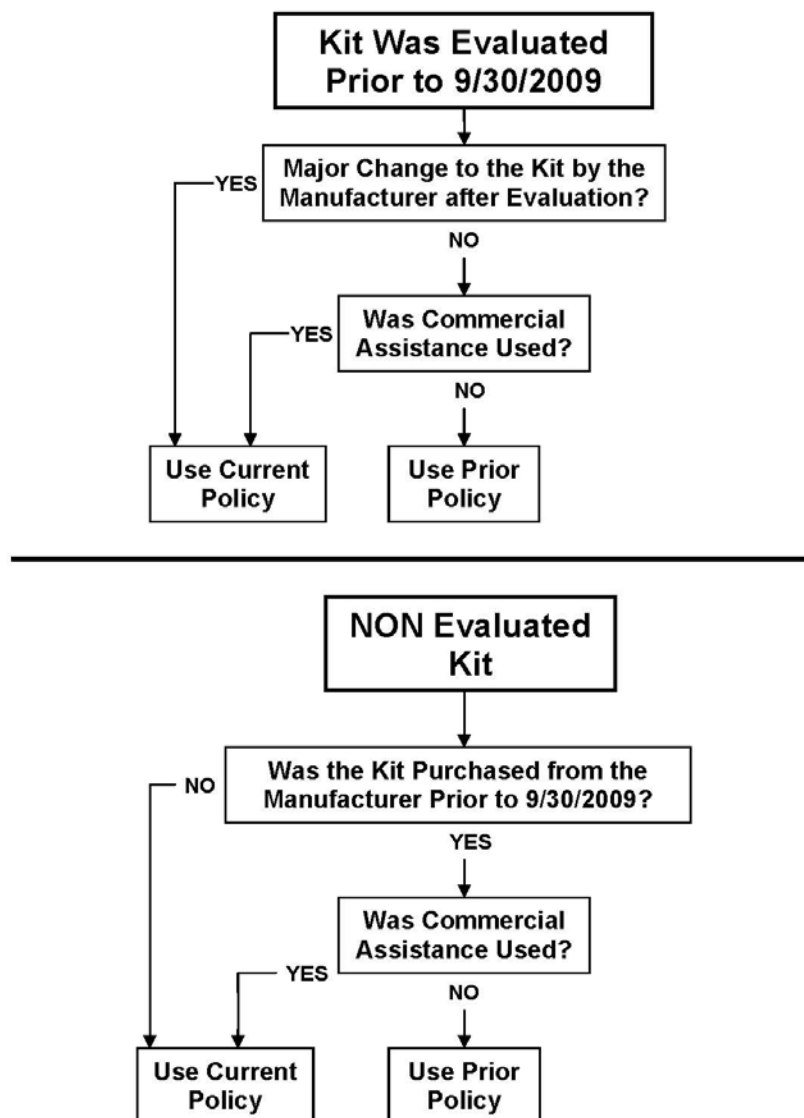 Kit Was Evaluated
Prior to 9/30/2009
Major Change to the Kit by the
Manufacturer after Evaluation?
YES
NO
Was Commercial
Assistance Used?
YES
NO
Use Current
Policy
Use Prior
Policy
NON Evaluated
Kit
Was the Kit Purchased from the
Manufacturer Prior to 9/30/2009?
NO
YES
Was Commercial
Assistance Used?
YES
NO
Use Current
Policy
Use Prior
Policy